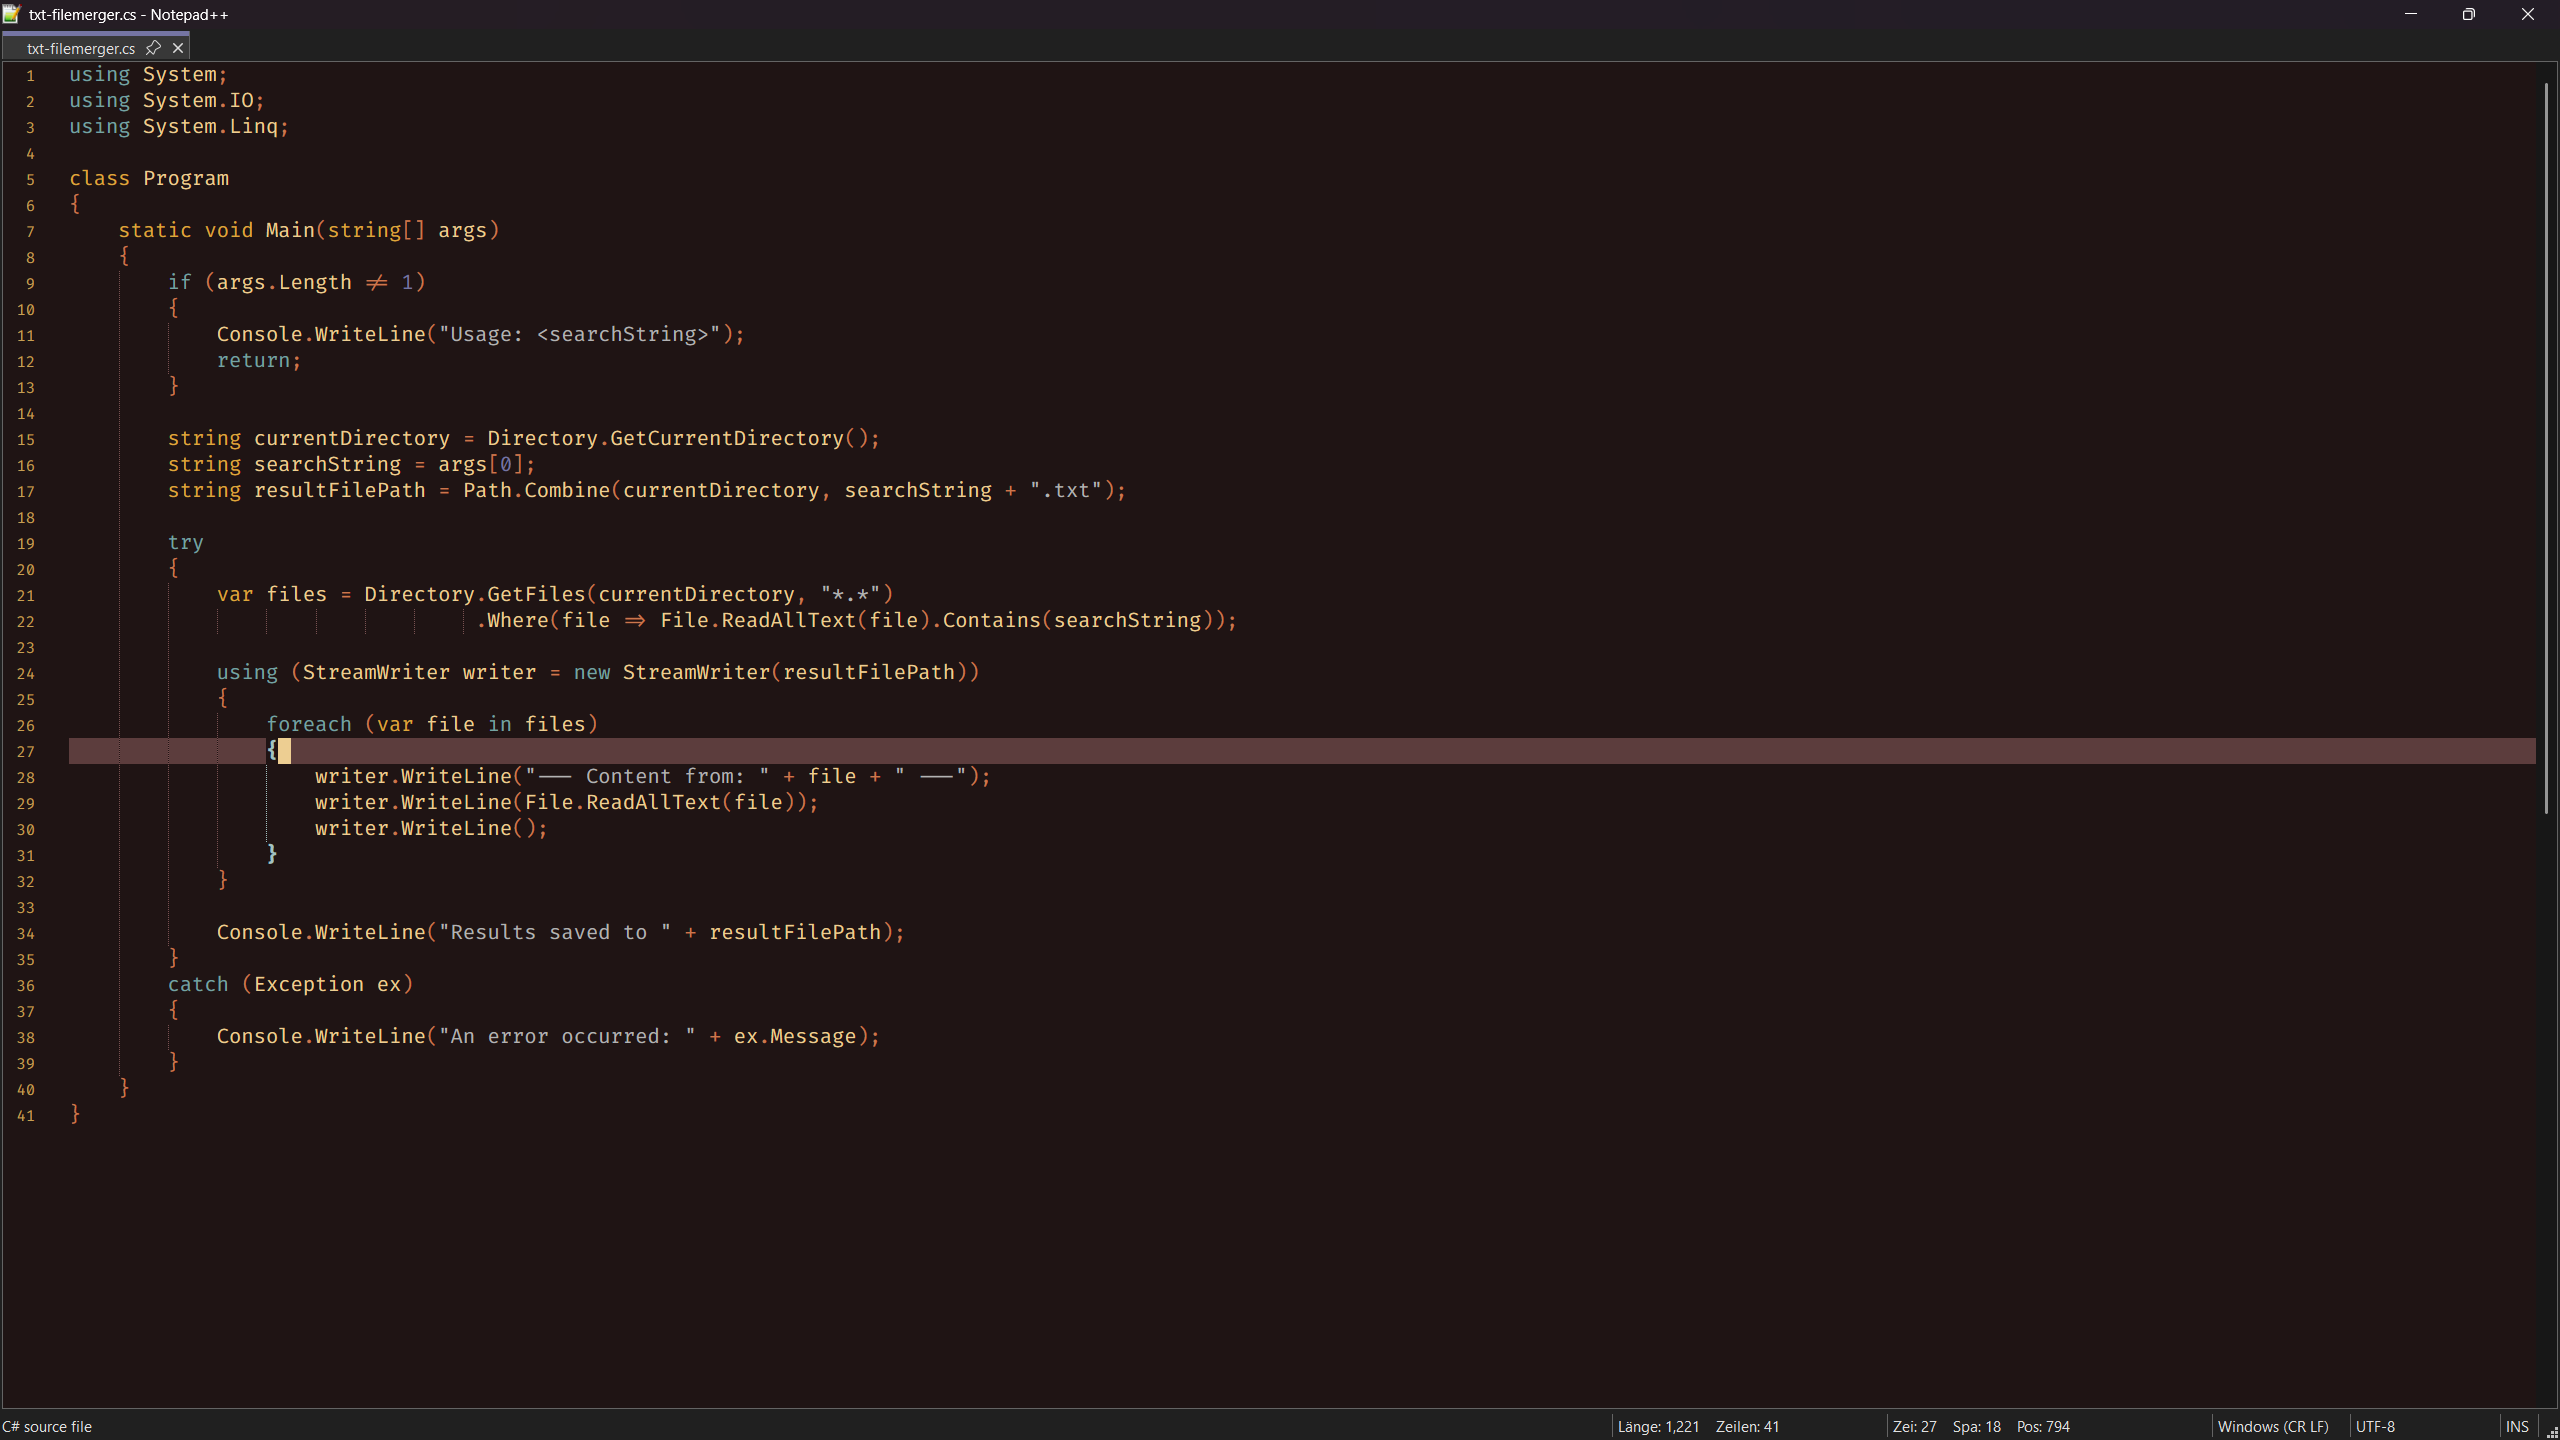 txt-filemerger.cs - Notepad++
txt-filemerger.cs
1 using System;
2 using System.IO;
3 using System.Linq;
4
5 class Program
6 {
7 static void Main(string[] args)
8 {
9 if (args.Length != 1)
10 {
11 Console.WriteLine("Usage: <searchString>");
12 return;
13 }
14
15 string currentDirectory = Directory.GetCurrentDirectory();
16 string searchString = args[0];
17 string resultFilePath = Path.Combine(currentDirectory, searchString + ".txt");
18
19 try
20 {
21 var files = Directory.GetFiles(currentDirectory, "*.*")
22 .Where(file => File.ReadAllText(file).Contains(searchString));
23
24 using (StreamWriter writer = new StreamWriter(resultFilePath))
25 {
26 foreach (var file in files)
27 {
28 writer.WriteLine("--- Content from: " + file + " ---");
29 writer.WriteLine(File.ReadAllText(file));
30 writer.WriteLine();
31 }
32 }
33
34 Console.WriteLine("Results saved to " + resultFilePath);
35 }
36 catch (Exception ex)
37 {
38 Console.WriteLine("An error occurred: " + ex.Message);
39 }
40 }
41 }
C# source file Länge: 1,221 Zeilen: 41 Zei: 27 Spa: 18 Pos: 794 Windows (CR LF) UTF-8 INS